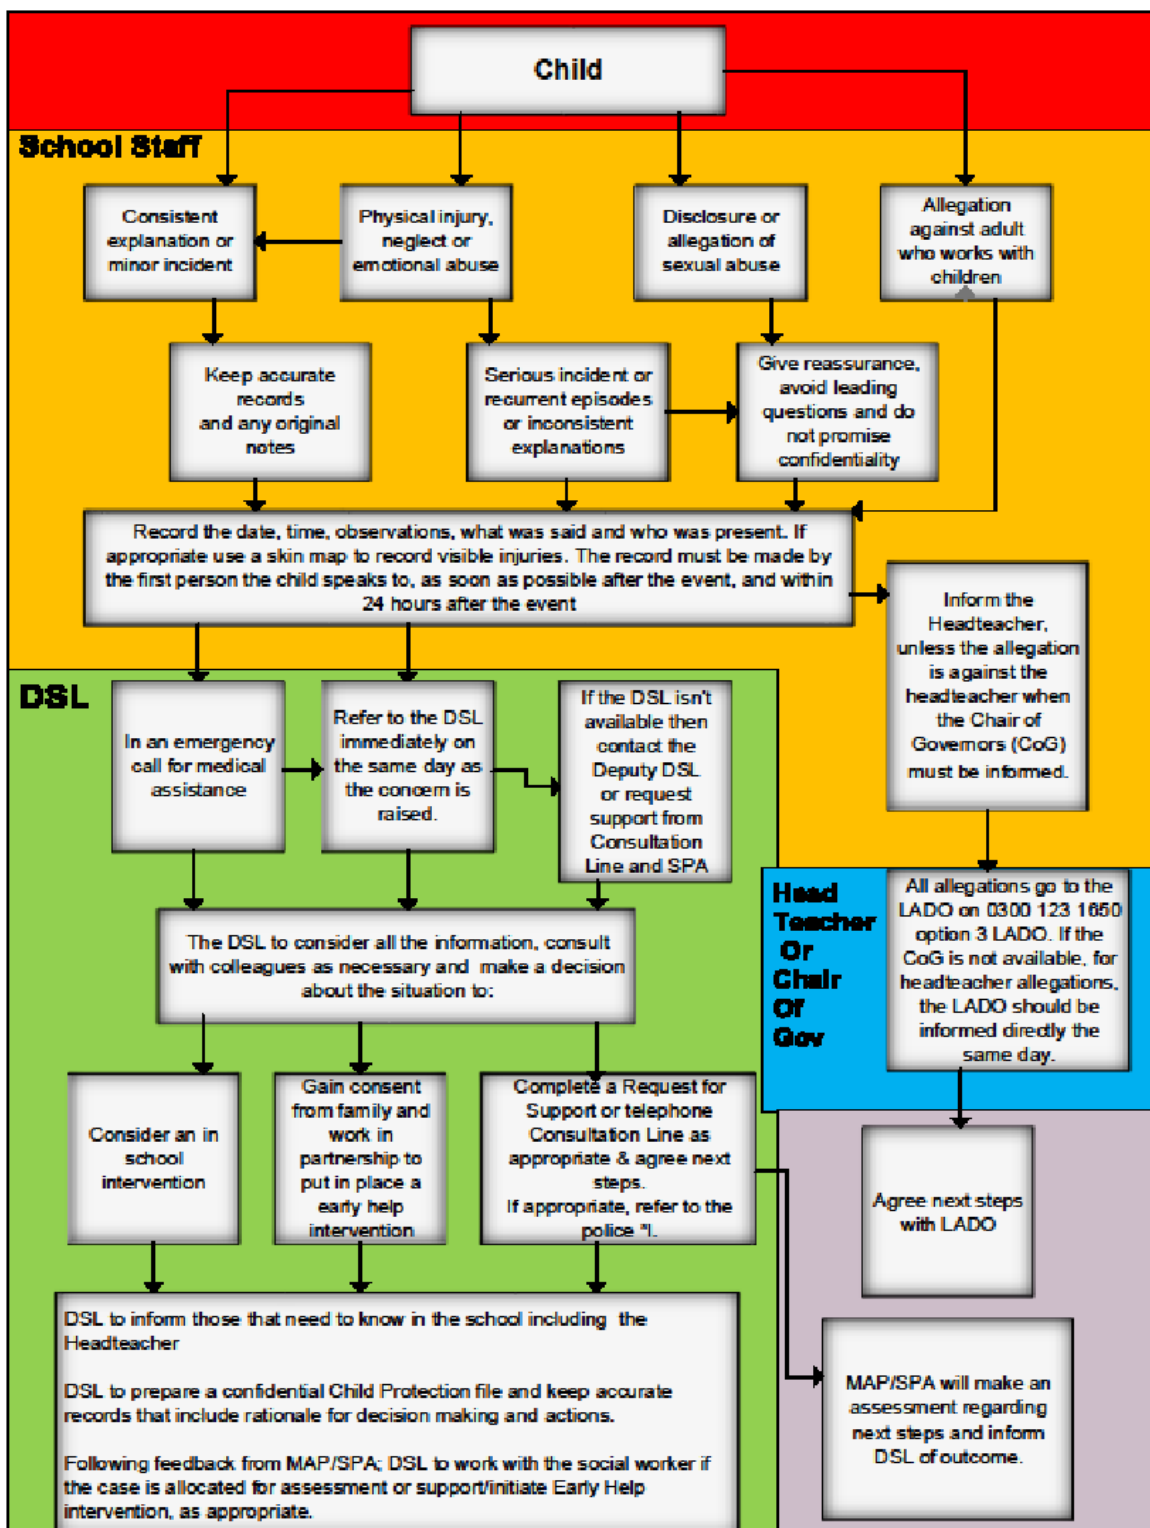 Child
School Staff
Consistent
explanation or
minor incident
Physical injury,
neglect or
emotional abuse
Disclosure or
allegation of
sexual abuse
Allegation
against adult
who works with
children
Keep accurate
records
and any original
notes
Serious incident or
recurrent episodes
or inconsistent
explanations
Give reassurance,
avoid leading
questions and do
not promise
confidentiality
Record the date, time, observations, what was said and who was present. If
appropriate use a skin map to record visible injuries. The record must be made by
the first person the child speaks to, as soon as possible after the event, and within
24 hours after the event
Inform the
Headteacher,
unless the allegation
is against the
headteacher when
the Chair of
Governors (CoG)
must be informed.
DSL
In an emergency
call for medical
assistance
Refer to the DSL
immediately on
the same day as
the concern is
raised.
If the DSL isn't
available then
contact the
Deputy DSL
or request
support from
Consultation
Line and SPA
Head
Teacher
Or
Chair
Of
Gov
All allegations go to the
LADO on 0300 123 1650
option 3 LADO. If the
CoG is not available, for
headteacher allegations,
the LADO should be
informed directly the
same day.
The DSL to consider all the information, consult
with colleagues as necessary and make a decision
about the situation to:
Consider an in
school
intervention
Gain consent
from family and
work in
partnership to
put in place a
early help
intervention
Complete a Request for
Support or telephone
Consultation Line as
appropriate & agree next
steps.
If appropriate, refer to the
police
Agree next steps
with LADO
DSL to inform those that need to know in the school including the
Headteacher
DSL to prepare a confidential Child Protection file and keep accurate
records that include rationale for decision making and actions.
Following feedback from MAP/SPA; DSL to work with the social worker if
the case is allocated for assessment or support/initiate Early Help
intervention, as appropriate.
MAP/SPA will make an
assessment regarding
next steps and inform
DSL of outcome.